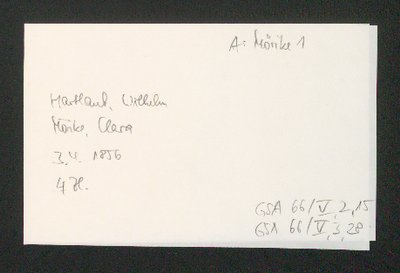 A: Mörike 1
Hartlaub, Wilhelm
Mörike, Clara
3. V. 1856
4 Bl.
GSA 66/V, 2, 15
GSA 66/V, 3, 28